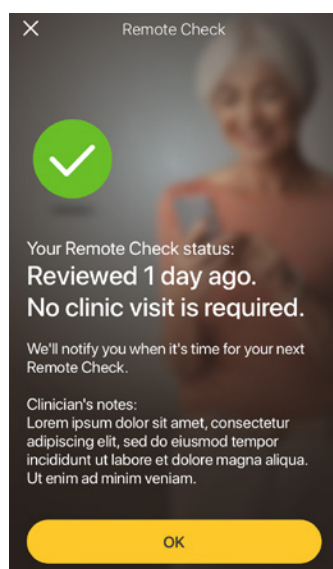 Remote Check
Your Remote Check status:
Reviewed 1 day ago.
No clinic visit is required.
We'll notify you when it's time for your next
Remote Check.
Clinician's notes:
Lorem ipsum dolor sit amet, consectetur
adipiscing elit, sed do eiusmod tempor
incididunt ut labore et dolore magna aliqua.
Ut enim ad minim veniam.
OK